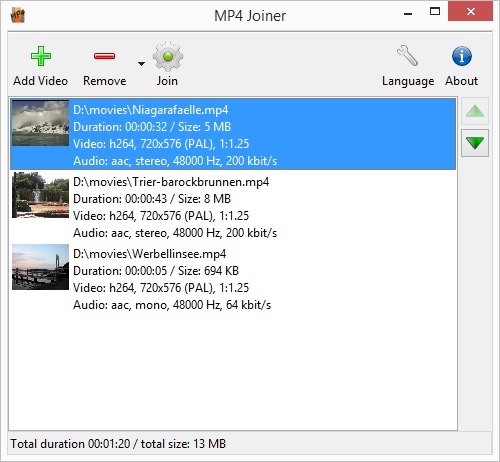 MP4 Joiner
Add Video
Remove
Join
Language
About
D:\movies\Niagarafaelle.mp4
Duration: 00:00:32 / Size: 5 MB
Video: h264, 720x576 (PAL), 1:1.25
Audio: aac, stereo, 48000 Hz, 200 kbit/s
D:\movies\Trier-barockbrunnen.mp4
Duration: 00:00:43 / Size: 8 MB
Video: h264, 720x576 (PAL), 1:1.25
Audio: aac, stereo, 48000 Hz, 200 kbit/s
D:\movies\Werbellinsee.mp4
Duration: 00:00:05 / Size: 694 KB
Video: h264, 720x576 (PAL), 1:1.25
Audio: aac, mono, 48000 Hz, 64 kbit/s
Total duration 00:01:20 / total size: 13 MB